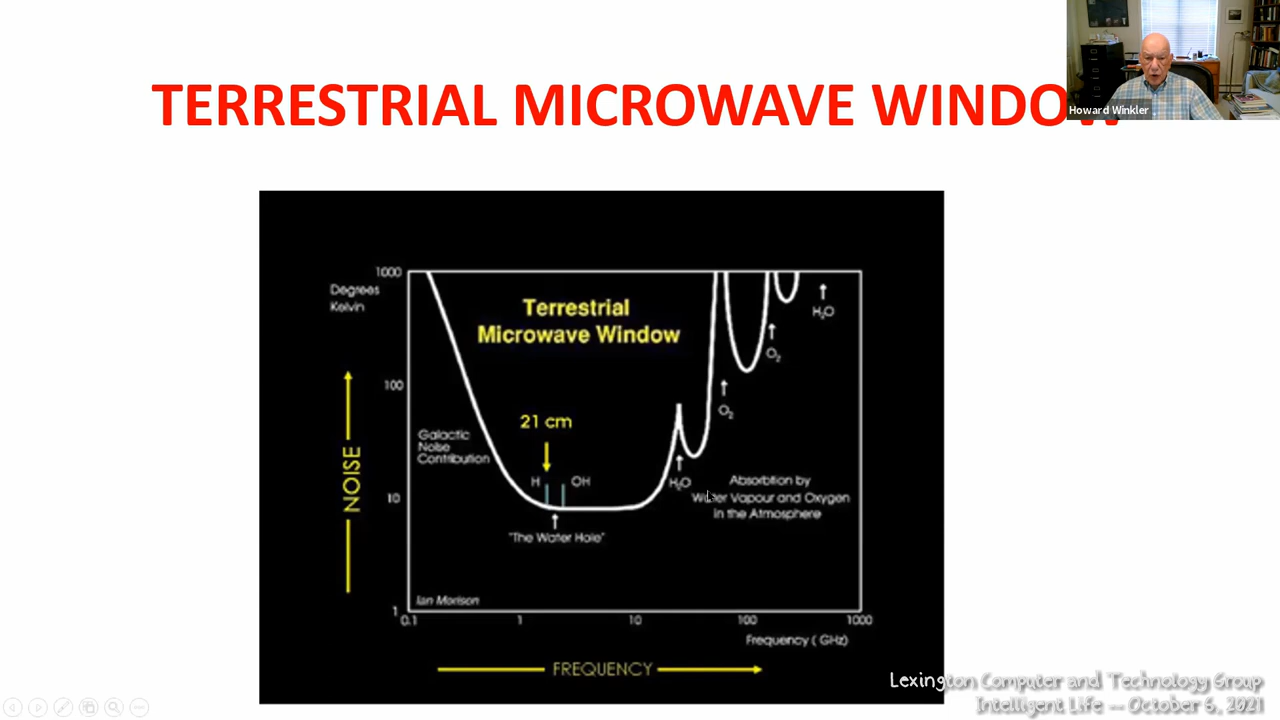 TERRESTRIAL MICROWAVE WINDOW
Howard Winkler
1000
Degrees
Kelvin
Terrestrial
Microwave Window
H₂O
O₂
100
O₂
21 cm
Galactic
Noise
Contribution
NOISE
H OH
H₂O
Absorbtion by
Water Vapour and Oxygen
in the Atmosphere
10
"The Water Hole"
Ian Morison
1
0.1 1 10 100 1000
Frequency ( GHz)
FREQUENCY
Lexington Computer and Technology Group
Intelligent Life -- October 6, 2021